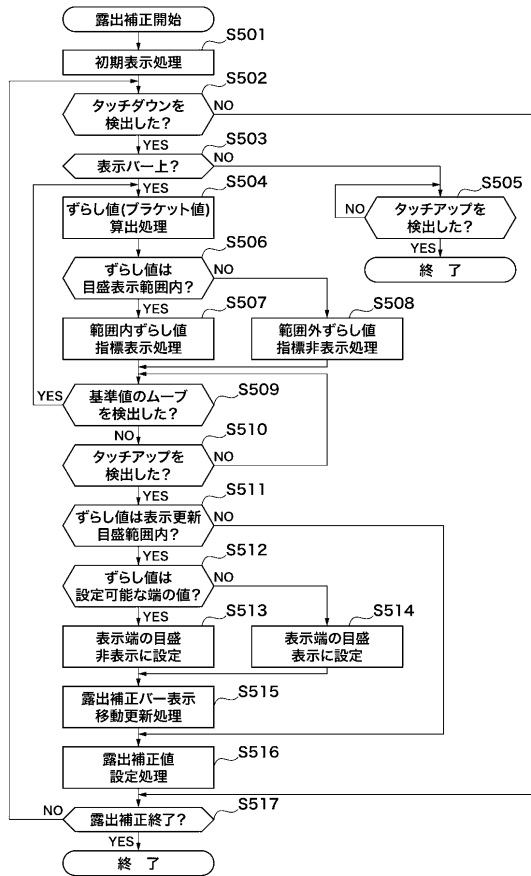 露出補正開始
S501
初期表示処理
S502
タッチダウンを
検出した?
NO
YES
S503
表示バー上?
NO
YES
S504
ずらし値(ブラケット値)
算出処理
S505
タッチアップを
検出した?
NO
YES
終 了
S506
ずらし値は
目盛表示範囲内?
NO
YES
S507
範囲内ずらし値
指標表示処理
S508
範囲外ずらし値
指標非表示処理
S509
基準値のムーブ
を検出した?
YES
NO
S510
タッチアップを
検出した?
NO
YES
S511
ずらし値は表示更新
目盛範囲内?
NO
YES
S512
ずらし値は
設定可能な端の値?
NO
YES
S513
表示端の目盛
非表示に設定
S514
表示端の目盛
表示に設定
S515
露出補正バー表示
移動更新処理
S516
露出補正値
設定処理
S517
露出補正終了?
NO
YES
終 了